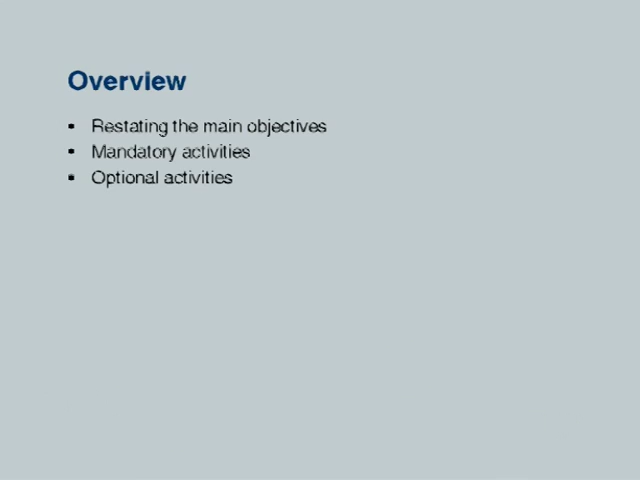 Overview
▪ Restating the main objectives
▪ Mandatory activities
▪ Optional activities